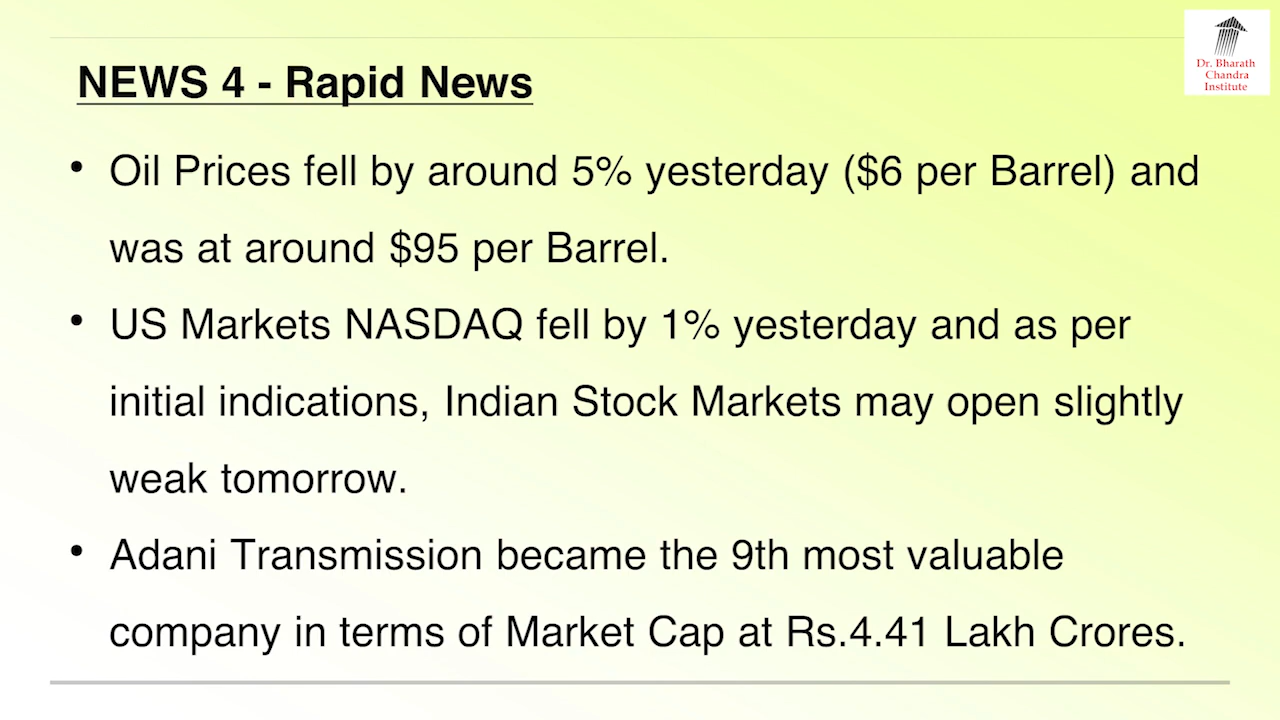 Dr. Bharath
Chandra
Institute
NEWS 4 - Rapid News
• Oil Prices fell by around 5% yesterday ($6 per Barrel) and
was at around $95 per Barrel.
• US Markets NASDAQ fell by 1% yesterday and as per
initial indications, Indian Stock Markets may open slightly
weak tomorrow.
• Adani Transmission became the 9th most valuable
company in terms of Market Cap at Rs.4.41 Lakh Crores.